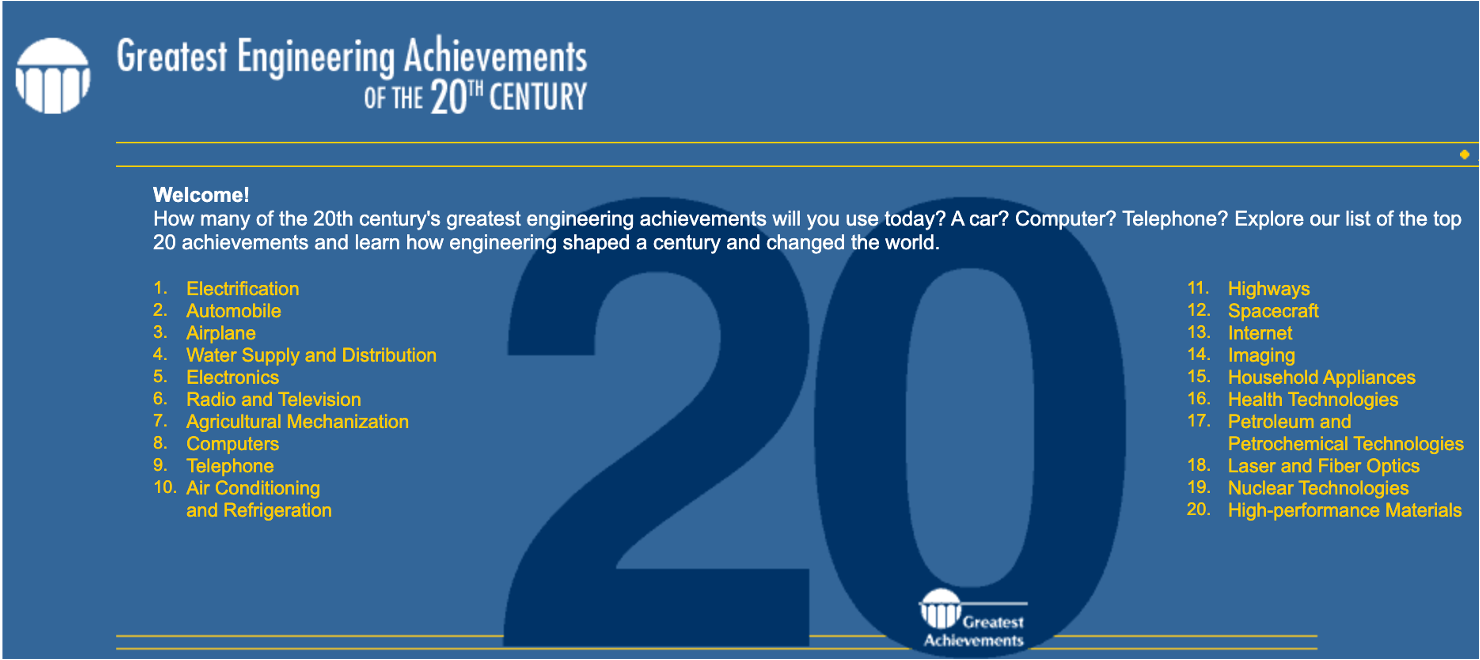 Greatest Engineering Achievements
OF THE 20TH CENTURY
Welcome!
How many of the 20th century's greatest engineering achievements will you use today? A car? Computer? Telephone? Explore our list of the top
20 achievements and learn how engineering shaped a century and changed the world.
20
1. Electrification
2. Automobile
3. Airplane
4. Water Supply and Distribution
5. Electronics
6. Radio and Television
7. Agricultural Mechanization
8. Computers
9. Telephone
10. Air Conditioning
and Refrigeration
11. Highways
12. Spacecraft
13. Internet
14. Imaging
15. Household Appliances
16. Health Technologies
17. Petroleum and
Petrochemical Technologies
18. Laser and Fiber Optics
19. Nuclear Technologies
20. High-performance Materials
Greatest
Achievements